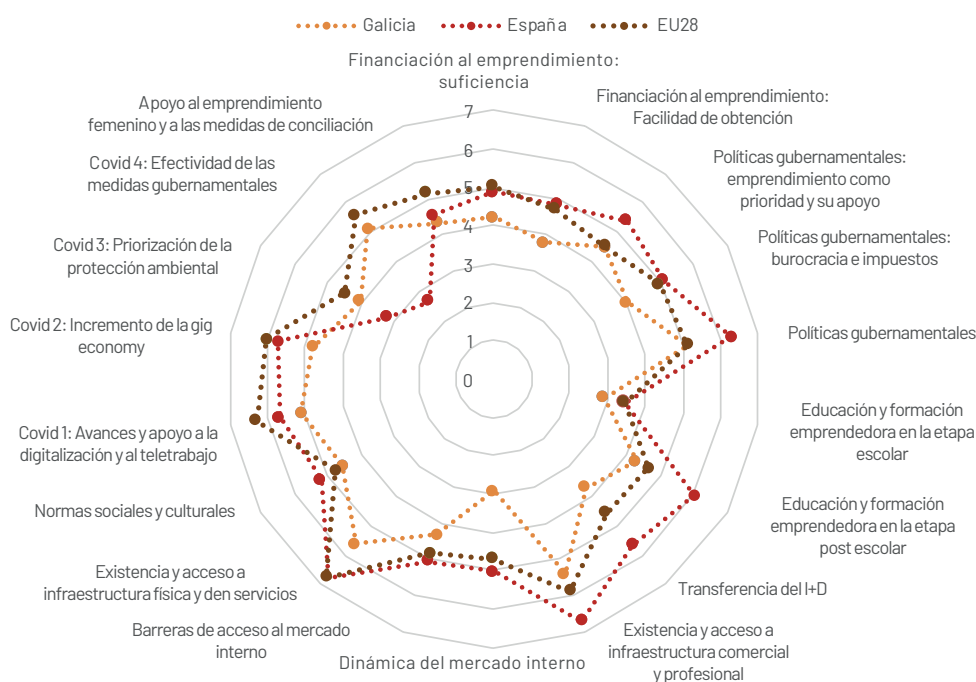 Galicia España EU28
Financiación al emprendimiento:
suficiencia
Financiación al emprendimiento:
Facilidad de obtención
Políticas gubernamentales:
emprendimiento como
prioridad y su apoyo
Políticas gubernamentales:
burocracia e impuestos
Políticas gubernamentales
Educación y formación
emprendedora en la etapa
escolar
Educación y formación
emprendedora en la etapa
post escolar
Transferencia del I+D
Existencia y acceso a
infraestructura comercial
y profesional
Dinámica del mercado interno
Barreras de acceso al mercado
interno
Existencia y acceso a
infraestructura física y den servicios
Normas sociales y culturales
Covid 1: Avances y apoyo a la
digitalización y al teletrabajo
Covid 2: Incremento de la gig
economy
Covid 3: Priorización de la
protección ambiental
Covid 4: Efectividad de las
medidas gubernamentales
Apoyo al emprendimiento
femenino y a las medidas de conciliación
7
6
5
4
3
2
1
0